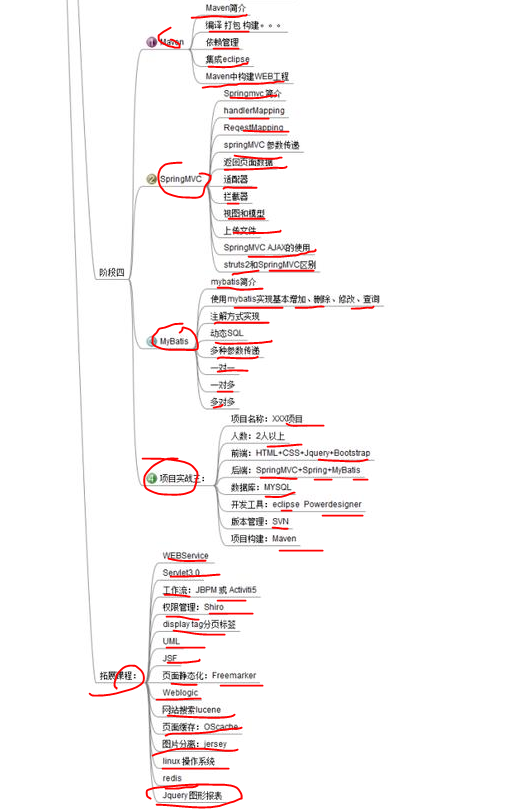 阶段四
1 Maven
Maven简介
编译 打包 构建。。。
依赖管理
集成eclipse
Maven中构建WEB工程
2 SpringMVC
Springmvc 简介
handlerMapping
ReqestMapping
springMVC 参数传递
返回页面数据
适配器
拦截器
视图和模型
上传文件
SpringMVC AJAX的使用
struts2和SpringMVC区别
MyBatis
mybatis简介
使用mybatis实现基本增加、删除、修改、查询
注解方式实现
动态SQL
多种参数传递
一对一
一对多
多对多
4 项目实战三：
项目名称：XXX项目
人数：2人以上
前端：HTML+CSS+Jquery+Bootstrap
后端：SpringMVC+Spring+MyBatis
数据库：MYSQL
开发工具：eclipse Powerdesigner
版本管理：SVN
项目构建：Maven
拓展课程：
WEBService
Servlet3.0
工作流：JBPM 或 Activiti5
权限管理：Shiro
display tag分页标签
UML
JSF
页面静态化：Freemarker
Weblogic
网站搜索lucene
页面缓存：OScache
图片分离：jersey
linux 操作系统
redis
Jquery 图形报表